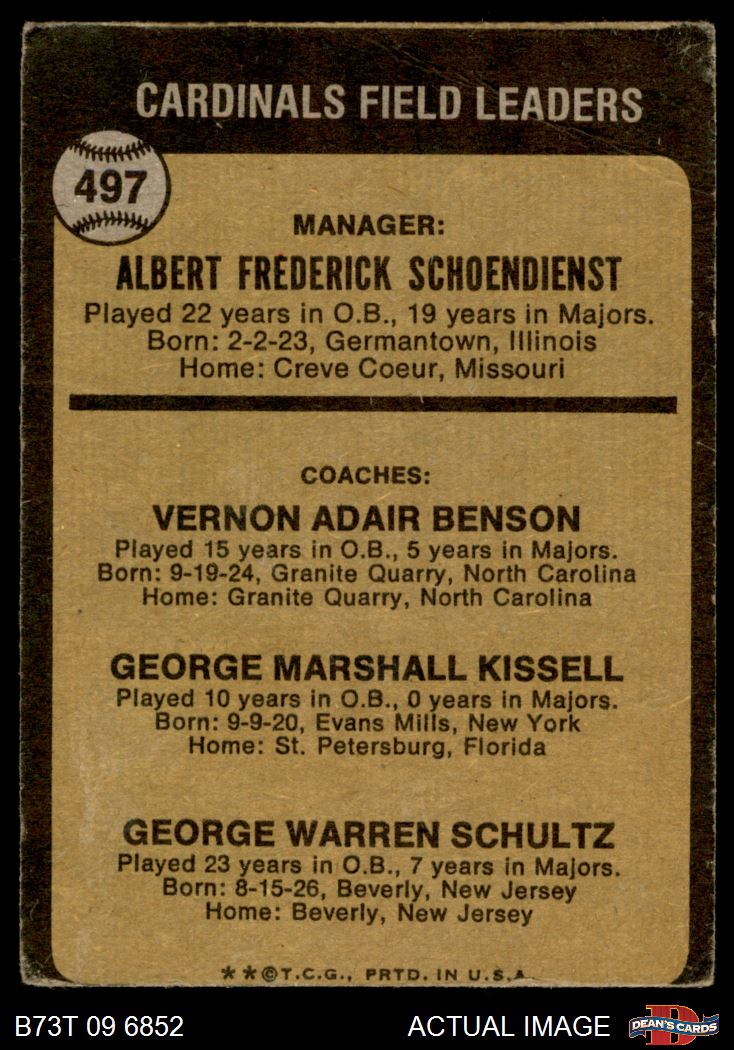 CARDINALS FIELD LEADERS
497
MANAGER:
ALBERT FREDERICK SCHOENDIENST
Played 22 years in O.B., 19 years in Majors.
Born: 2-2-23, Germantown, Illinois
Home: Creve Coeur, Missouri
COACHES:
VERNON ADAIR BENSON
Played 15 years in O.B., 5 years in Majors.
Born: 9-19-24, Granite Quarry, North Carolina
Home: Granite Quarry, North Carolina
GEORGE MARSHALL KISSELL
Played 10 years in O.B., 0 years in Majors.
Born: 9-9-20, Evans Mills, New York
Home: St. Petersburg, Florida
GEORGE WARREN SCHULTZ
Played 23 years in O.B., 7 years in Majors.
Born: 8-15-26, Beverly, New Jersey
Home: Beverly, New Jersey
**©T.C.G., PRTD. IN U.S.A.
B73T 09 6852 ACTUAL IMAGE D DEAN'S CARDS